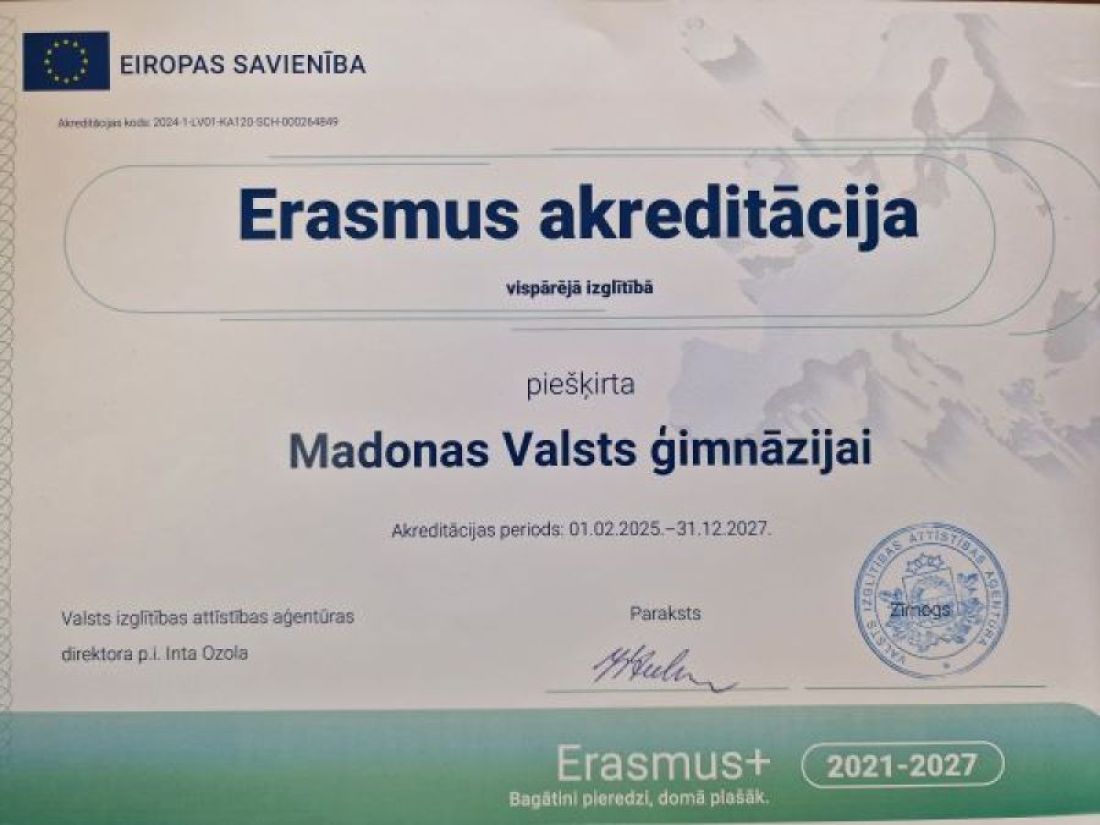 EIROPAS SAVIENĪBA
Akreditācijas kods: 2024-1-LV01-KA120-SCH-000264849
Erasmus akreditācija
vispārējā izglītībā
piešķirta
Madonas Valsts ģimnāzijai
Akreditācijas periods: 01.02.2025.–31.12.2027.
Valsts izglītības attīstības aģentūras
direktora p.i. Inta Ozola
Paraksts
VALSTS IZGLĪTĪBAS ATTĪSTĪBAS AĢENTŪRA
Zīmogs
Erasmus+
2021-2027
Bagātini pieredzi, domā plašāk.